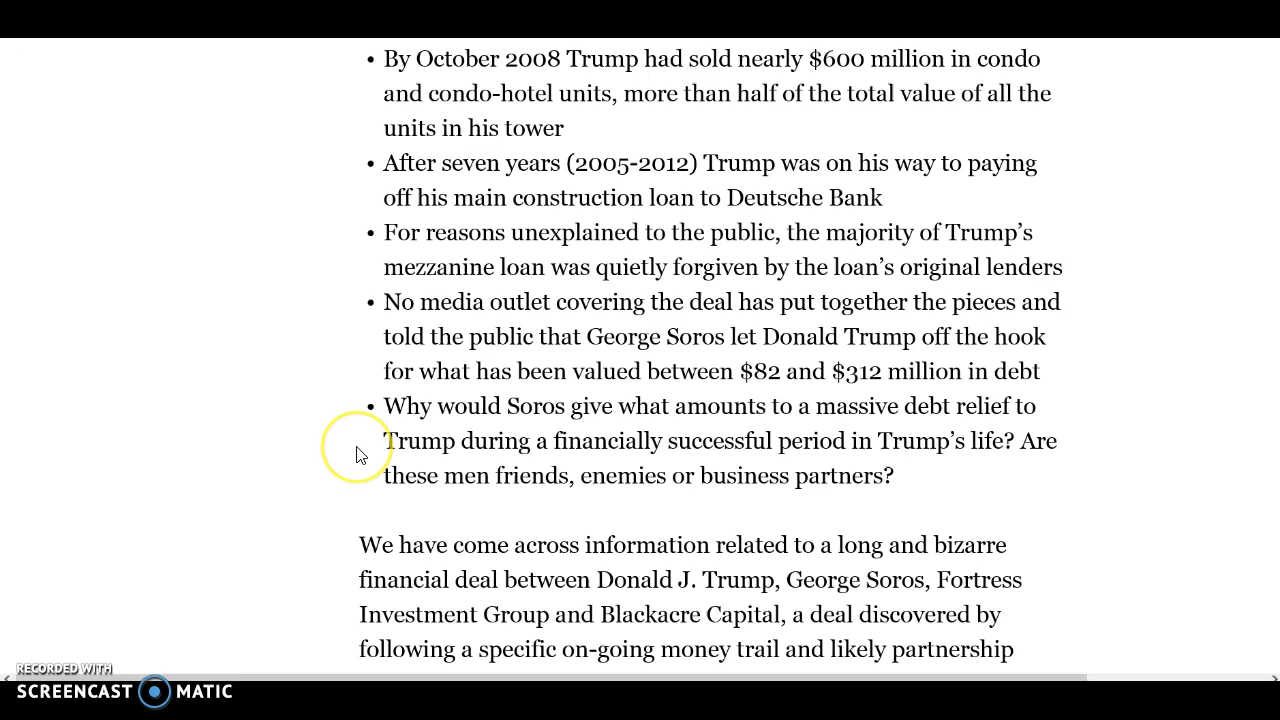 • By October 2008 Trump had sold nearly $600 million in condo
and condo-hotel units, more than half of the total value of all the
units in his tower
• After seven years (2005-2012) Trump was on his way to paying
off his main construction loan to Deutsche Bank
• For reasons unexplained to the public, the majority of Trump’s
mezzanine loan was quietly forgiven by the loan’s original lenders
• No media outlet covering the deal has put together the pieces and
told the public that George Soros let Donald Trump off the hook
for what has been valued between $82 and $312 million in debt
• Why would Soros give what amounts to a massive debt relief to
Trump during a financially successful period in Trump’s life? Are
these men friends, enemies or business partners?
We have come across information related to a long and bizarre
financial deal between Donald J. Trump, George Soros, Fortress
Investment Group and Blackacre Capital, a deal discovered by
following a specific on-going money trail and likely partnership
RECORDED WITH
SCREENCAST MATIC